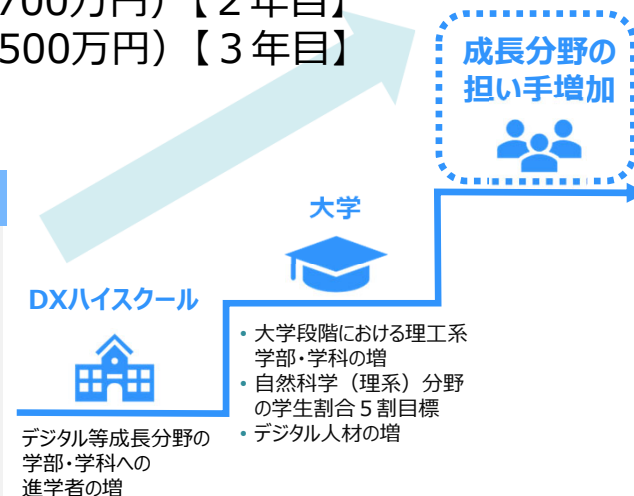 700万円）【２年目】
500万円）【３年目】
成長分野の
担い手増加
大学
DXハイスクール
・大学段階における理工系
学部・学科の増
・自然科学（理系）分野
の学生割合５割目標
・デジタル人材の増
デジタル等成長分野の
学部・学科への
進学者の増